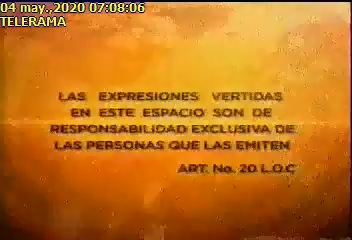 04 may.,2020 07:08:06
TELERAMA
LAS EXPRESIONES VERTIDAS
EN ESTE ESPACIO SON DE
RESPONSABILIDAD EXCLUSIVA DE
LAS PERSONAS QUE LAS EMITEN
ART. No. 20 L.O.C